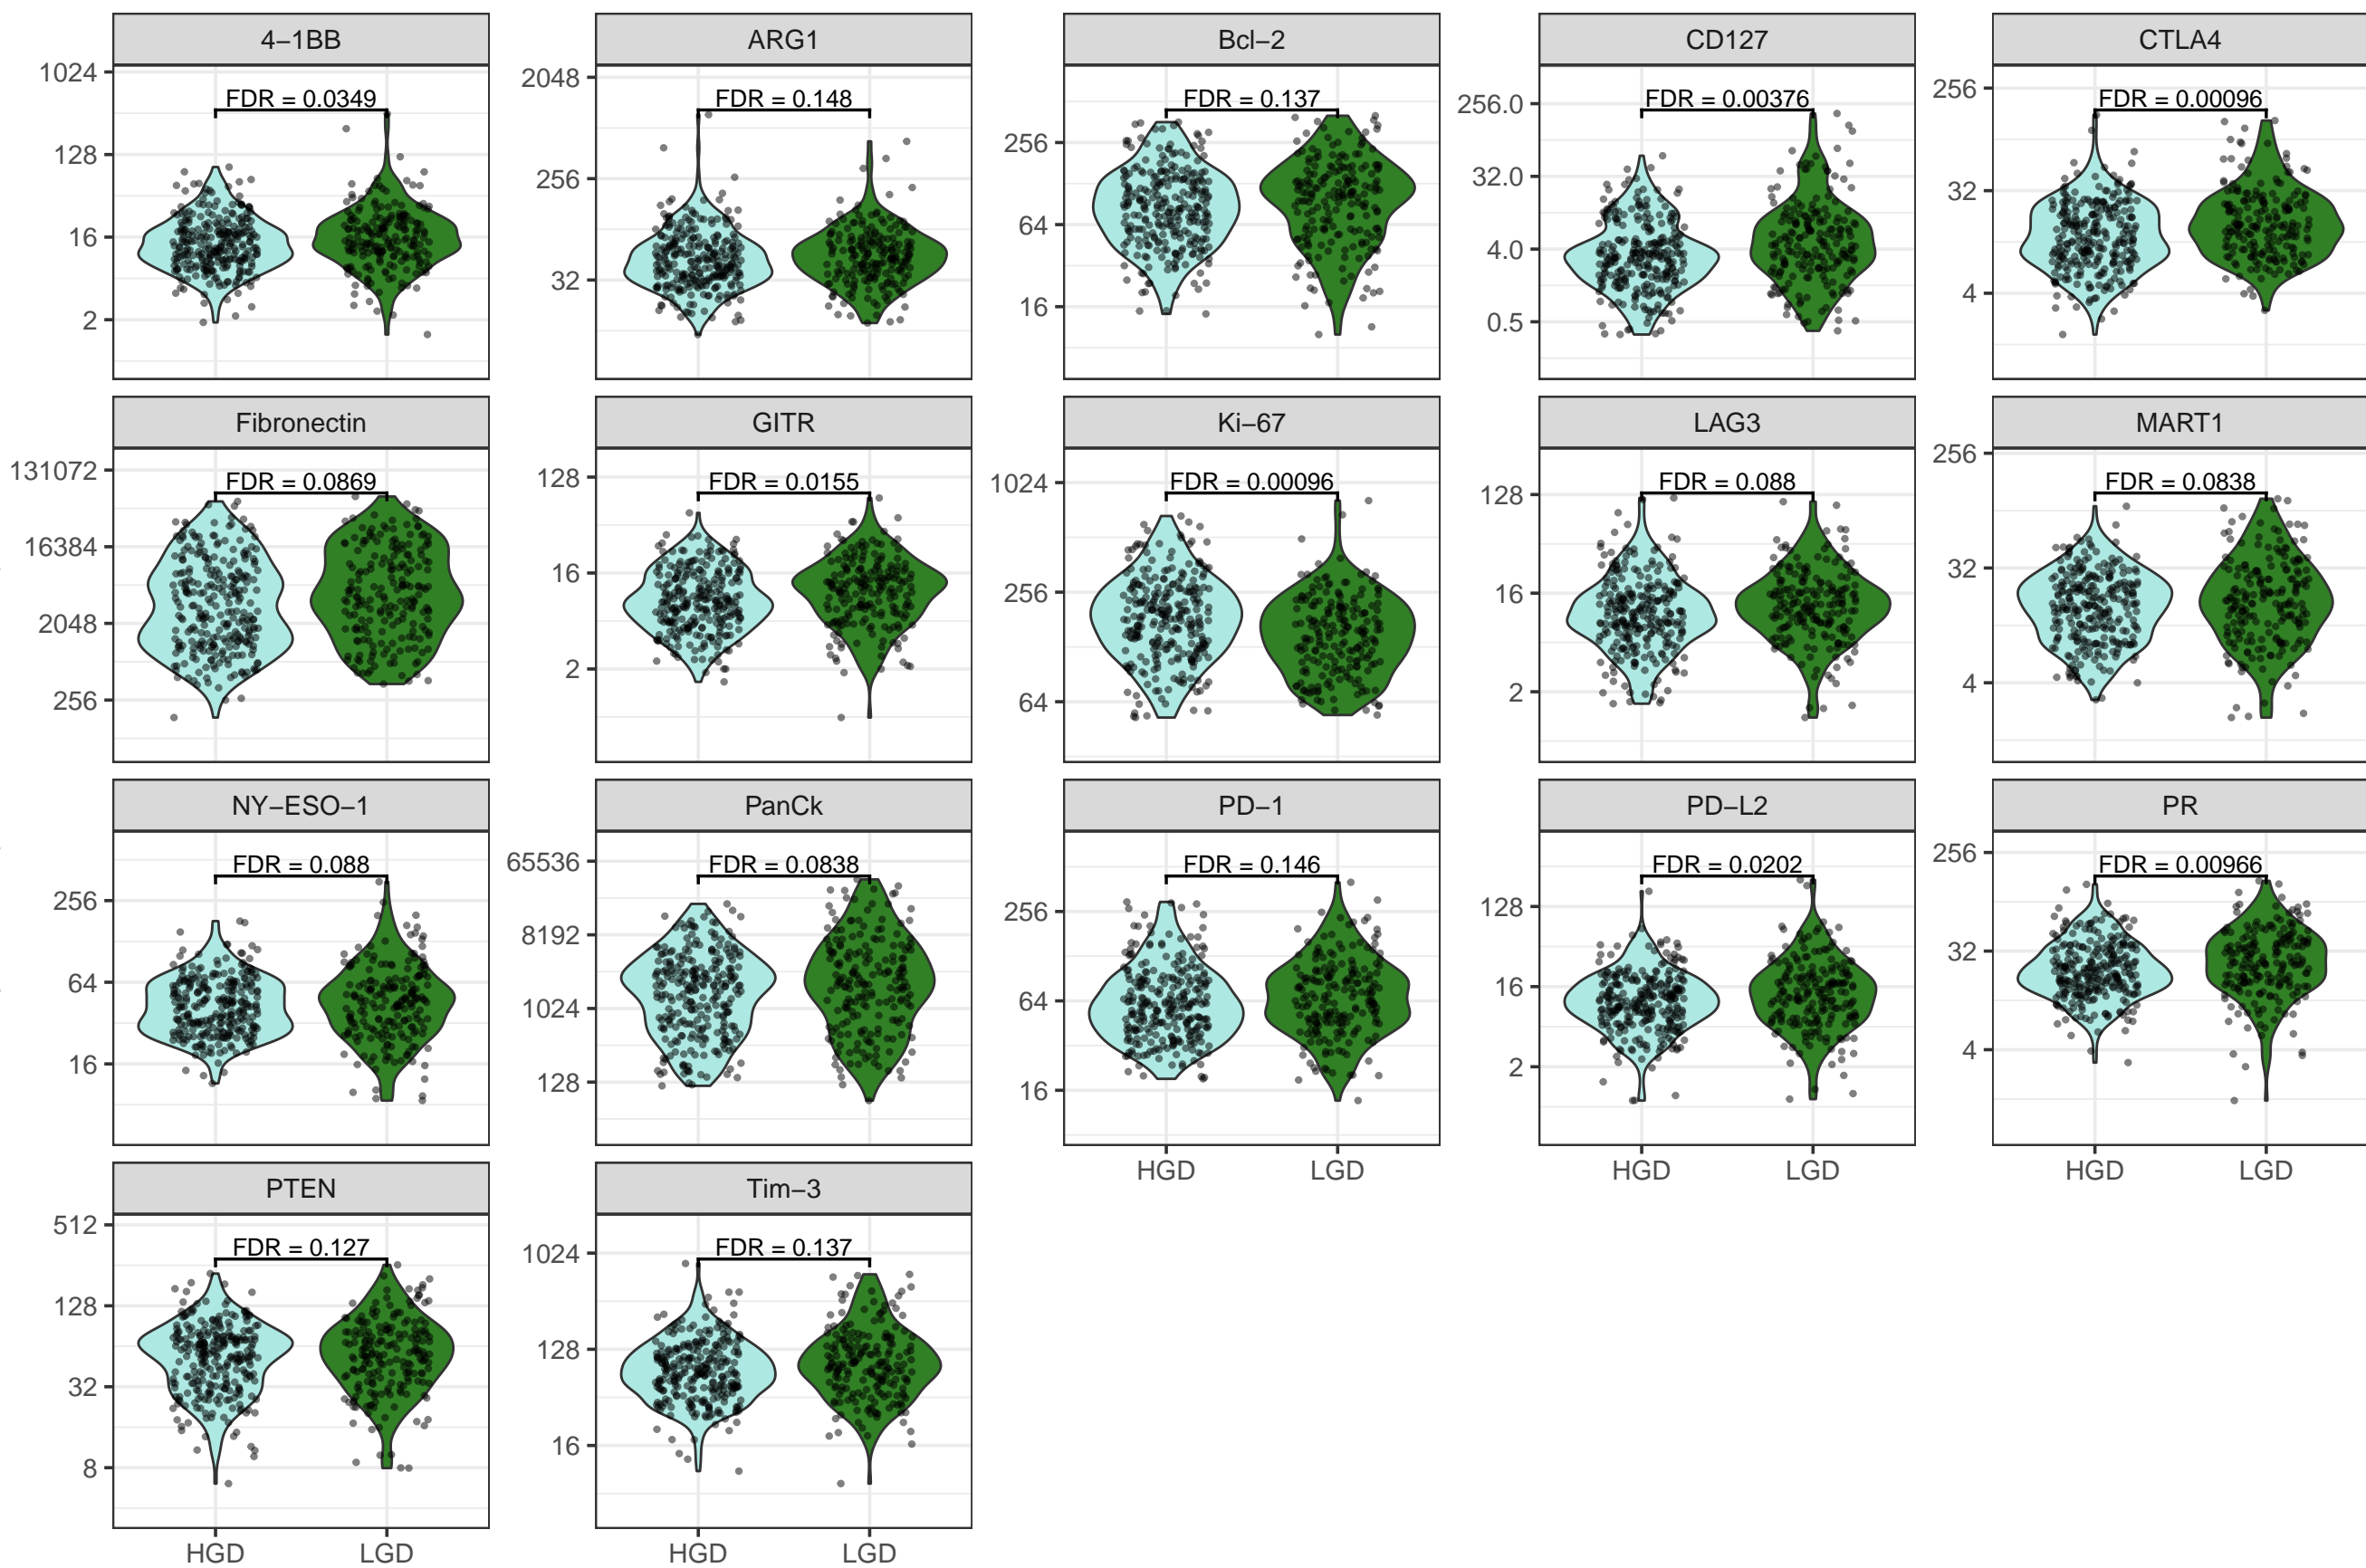 4−1BB
ARG1
Bcl−2
CD127
CTLA4
1024
128
16
2
FDR = 0.0349
2048
256
32
FDR = 0.148
256
64
16
FDR = 0.137
256.0
32.0
4.0
0.5
FDR = 0.00376
256
32
4
FDR = 0.00096
Fibronectin
GITR
Ki−67
LAG3
MART1
131072
16384
2048
256
FDR = 0.0869
128
16
2
FDR = 0.0155
1024
256
64
FDR = 0.00096
128
16
2
FDR = 0.088
256
32
4
FDR = 0.0838
NY−ESO−1
PanCk
PD−1
PD−L2
PR
256
64
16
FDR = 0.088
65536
8192
1024
128
FDR = 0.0838
256
64
16
FDR = 0.146
HGD LGD
128
16
2
FDR = 0.0202
HGD LGD
256
32
4
FDR = 0.00966
HGD LGD
PTEN
Tim−3
512
128
32
8
FDR = 0.127
HGD LGD
1024
128
16
FDR = 0.137
HGD LGD